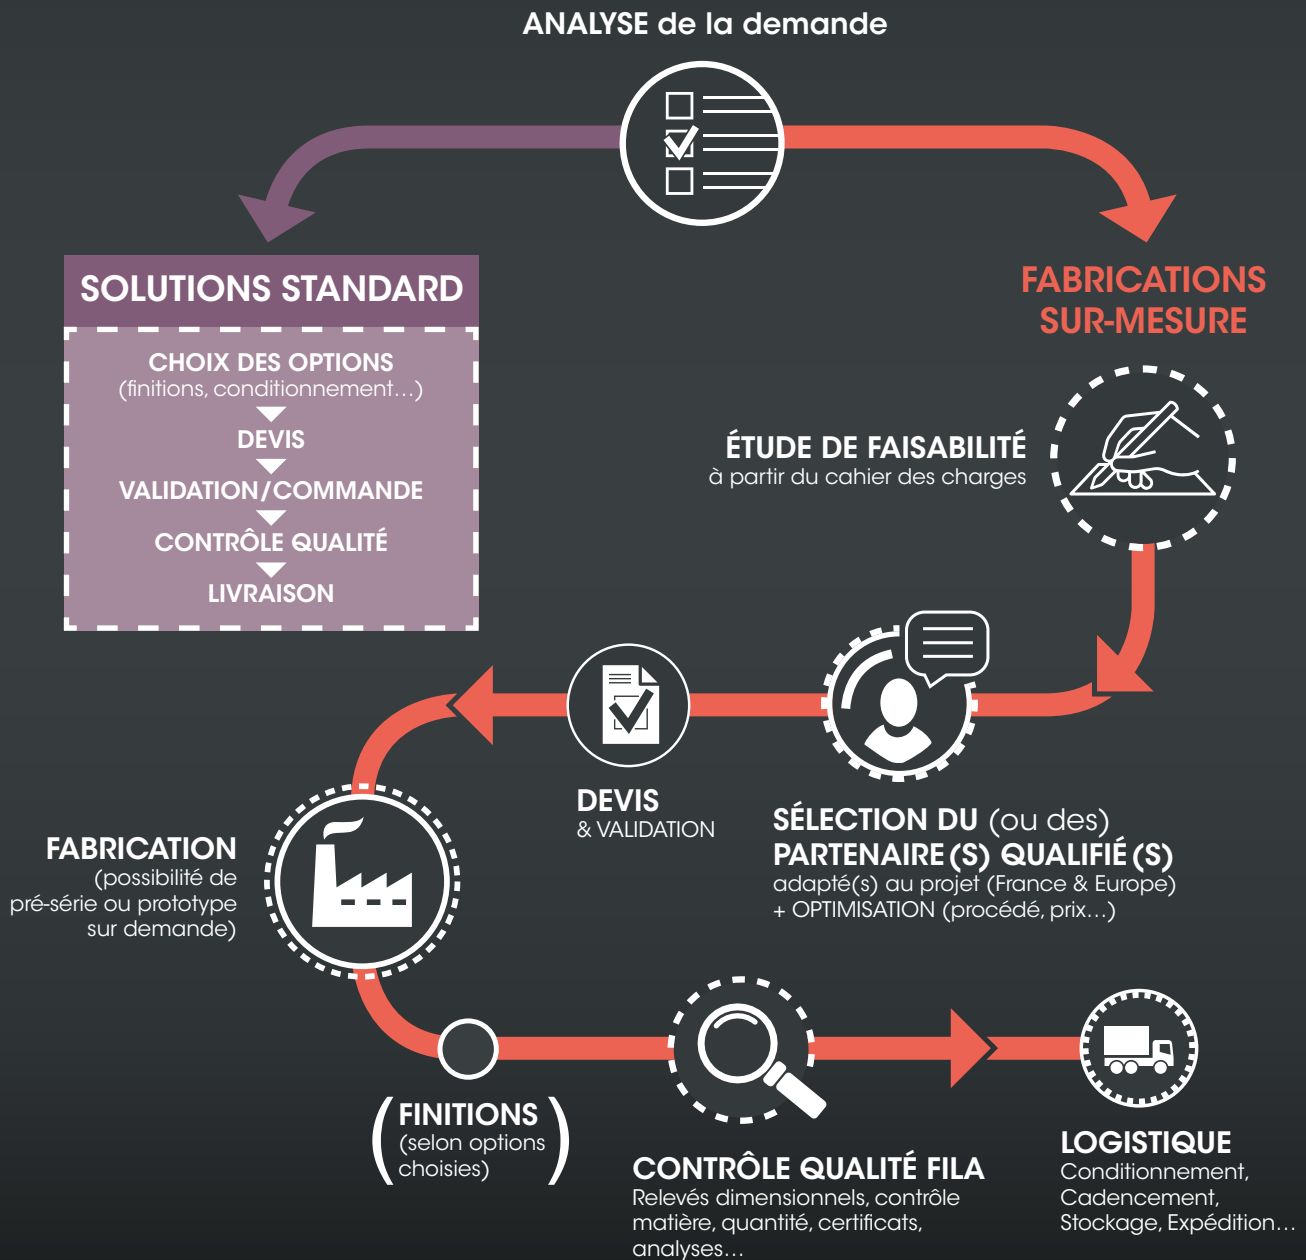 ANALYSE de la demande
SOLUTIONS STANDARD
CHOIX DES OPTIONS
(finitions, conditionnement...)
DEVIS
VALIDATION/COMMANDE
CONTRÔLE QUALITÉ
LIVRAISON
FABRICATIONS
SUR-MESURE
ÉTUDE DE FAISABILITÉ
à partir du cahier des charges
SÉLECTION DU (ou des)
PARTENAIRE(S) QUALIFIÉ(S)
adapté(s) au projet (France & Europe)
+ OPTIMISATION (procédé, prix...)
DEVIS
& VALIDATION
FABRICATION
(possibilité de
pré-série ou prototype
sur demande)
(FINITIONS
(selon options
choisies))
CONTRÔLE QUALITÉ FILA
Relevés dimensionnels, contrôle
matière, quantité, certificats,
analyses...
LOGISTIQUE
Conditionnement,
Cadencement,
Stockage, Expédition...